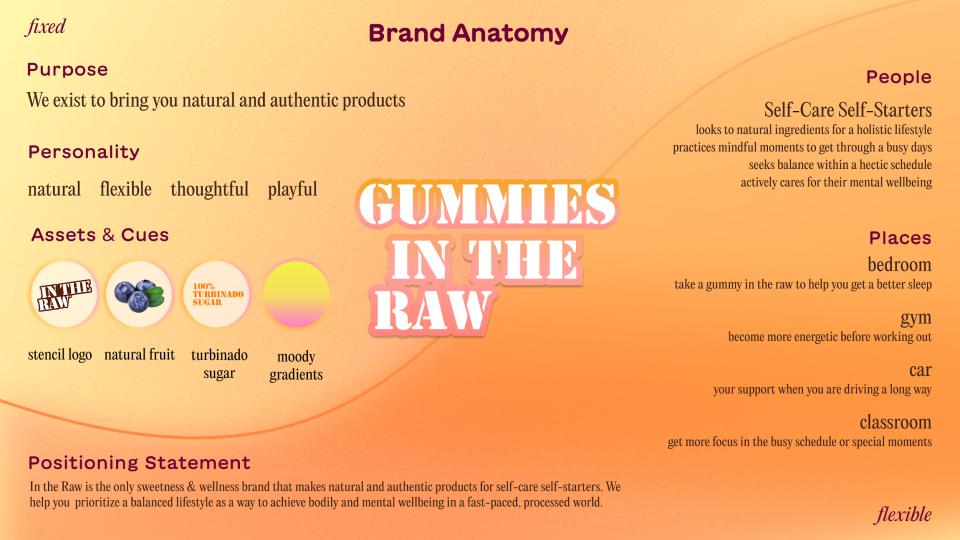 fixed
Brand Anatomy
Purpose
We exist to bring you natural and authentic products
Personality
natural flexible thoughtful playful
Assets & Cues
IN THE
RAW
100%
TURBINADO
SUGAR
stencil logo
natural fruit
turbinado
sugar
moody
gradients
GUMMIES
IN THE
RAW
People
Self-Care Self-Starters
looks to natural ingredients for a holistic lifestyle
practices mindful moments to get through a busy days
seeks balance within a hectic schedule
actively cares for their mental wellbeing
Places
bedroom
take a gummy in the raw to help you get a better sleep
gym
become more energetic before working out
car
your support when you are driving a long way
classroom
get more focus in the busy schedule or special moments
Positioning Statement
In the Raw is the only sweetness & wellness brand that makes natural and authentic products for self-care self-starters. We
help you prioritize a balanced lifestyle as a way to achieve bodily and mental wellbeing in a fast-paced, processed world.
flexible